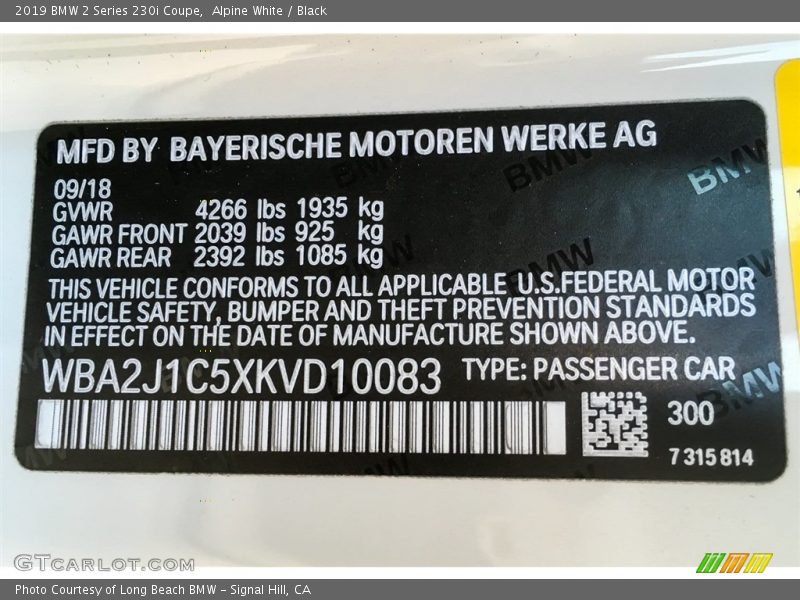 2019 BMW 2 Series 230i Coupe,  Alpine White / Black
MFD BY BAYERISCHE MOTOREN WERKE AG
09/18
GVWR 4266 lbs 1935 kg
GAWR FRONT 2039 lbs 925 kg
GAWR REAR 2392 lbs 1085 kg
THIS VEHICLE CONFORMS TO ALL APPLICABLE U.S.FEDERAL MOTOR
VEHICLE SAFETY, BUMPER AND THEFT PREVENTION STANDARDS
IN EFFECT ON THE DATE OF MANUFACTURE SHOWN ABOVE.
WBA2J1C5XKVD10083 TYPE: PASSENGER CAR
300
7 315 814
GTCARLOT.COM
Photo Courtesy of Long Beach BMW - Signal Hill, CA